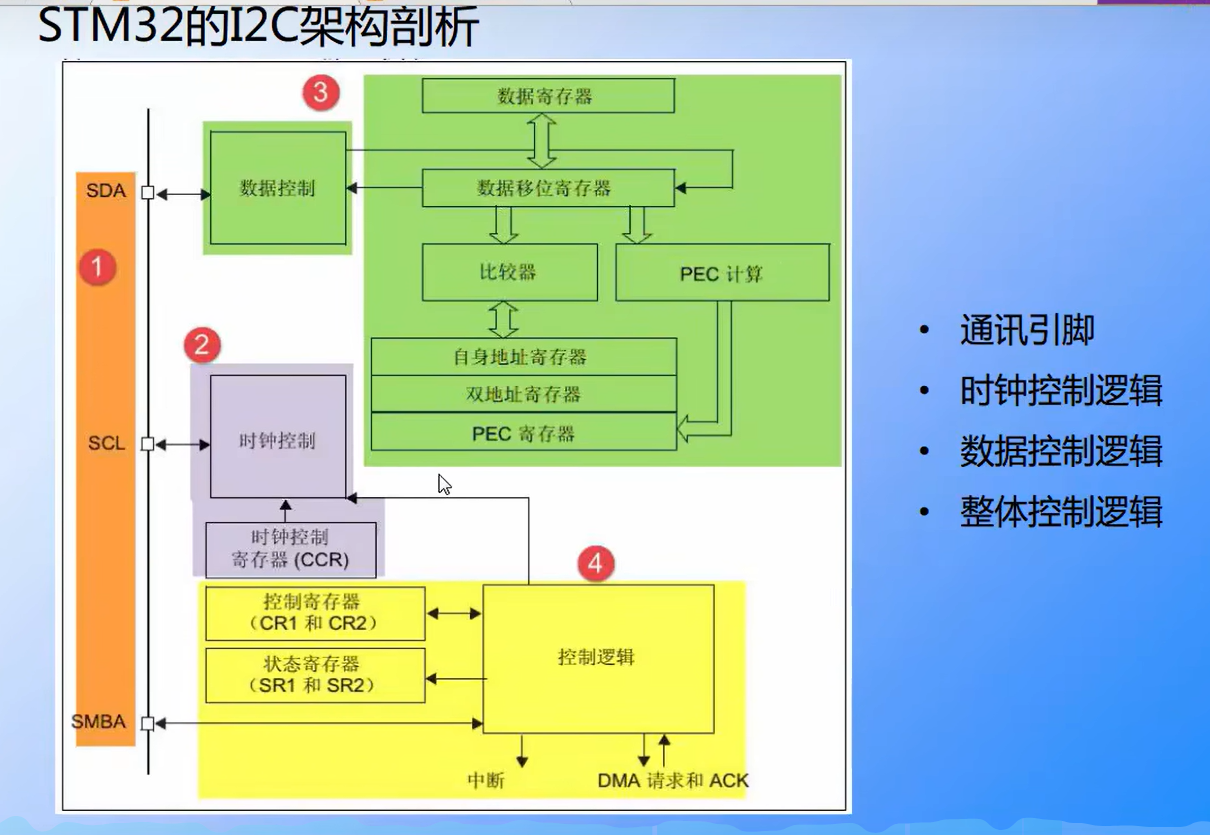 STM32的I2C架构剖析
3
数据寄存器
数据控制
数据移位寄存器
SDA
1
比较器
PEC 计算
2
自身地址寄存器
双地址寄存器
PEC 寄存器
SCL
时钟控制
时钟控制
寄存器 (CCR)
4
控制寄存器
（CR1 和 CR2）
控制逻辑
状态寄存器
（SR1 和 SR2）
SMBA
中断
DMA 请求和 ACK
• 通讯引脚
• 时钟控制逻辑
• 数据控制逻辑
• 整体控制逻辑